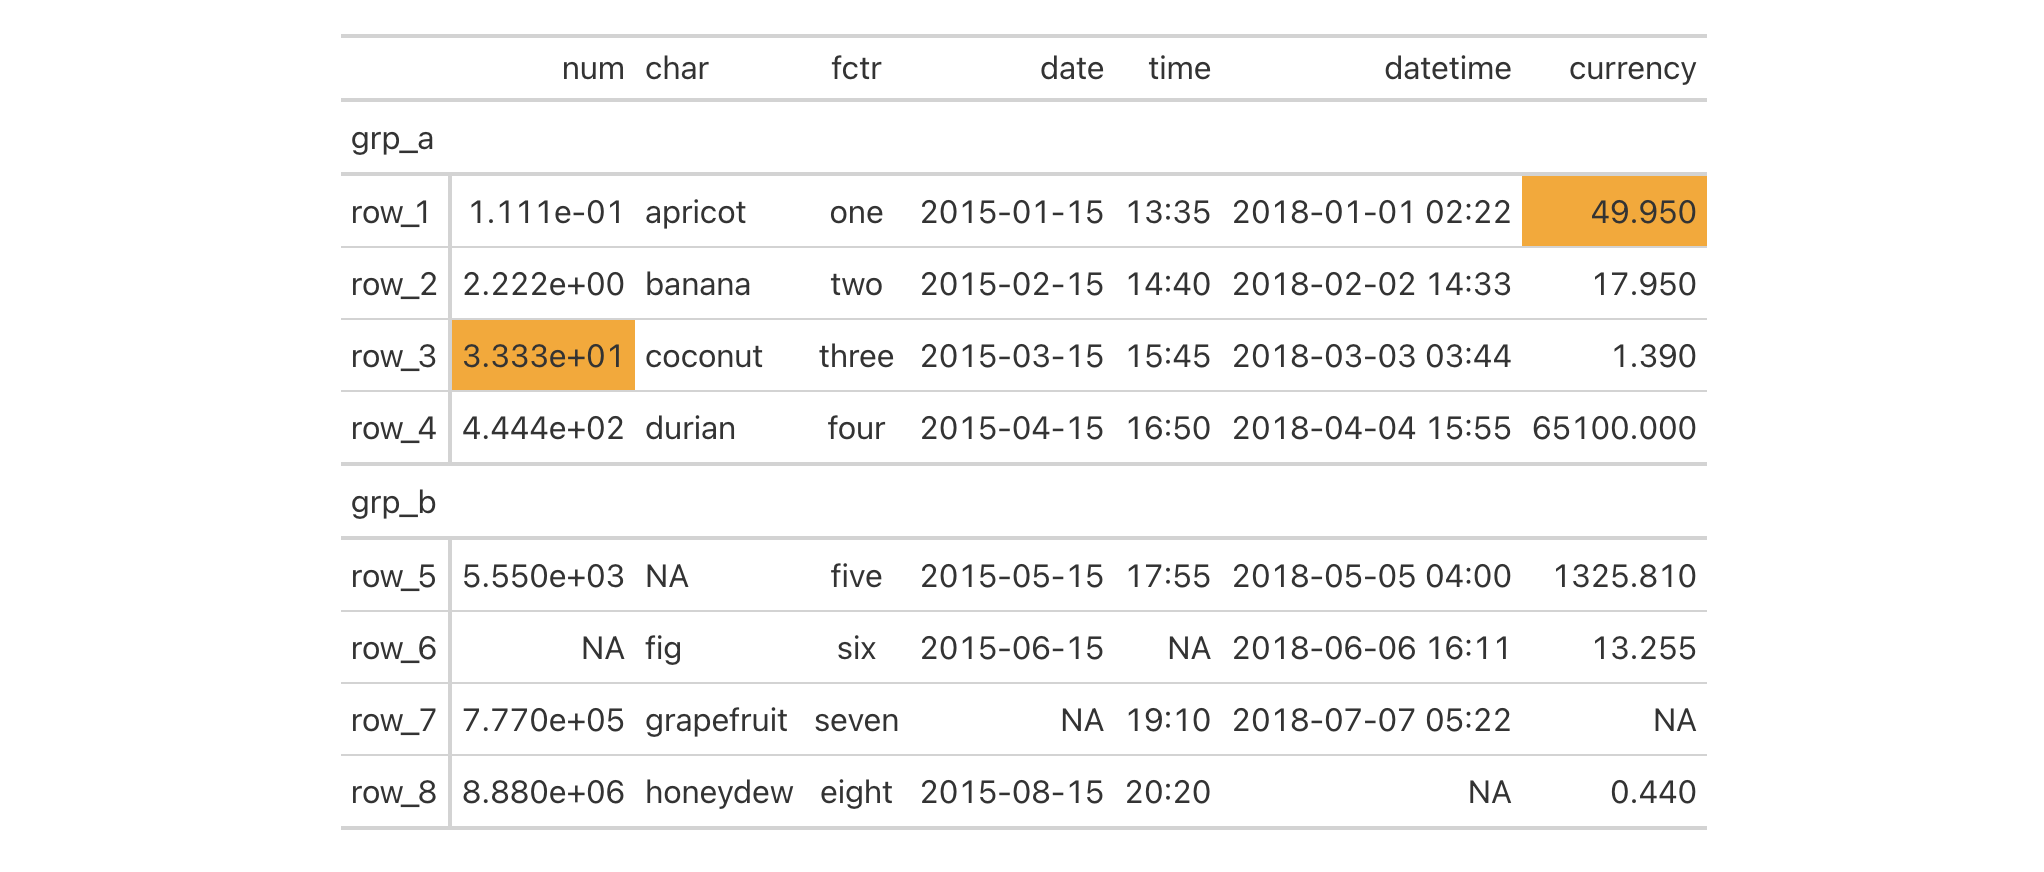 num char fctr date time datetime currency
grp_a
row_1 1.111e-01 apricot one 2015-01-15 13:35 2018-01-01 02:22 49.950
row_2 2.222e+00 banana two 2015-02-15 14:40 2018-02-02 14:33 17.950
row_3 3.333e+01 coconut three 2015-03-15 15:45 2018-03-03 03:44 1.390
row_4 4.444e+02 durian four 2015-04-15 16:50 2018-04-04 15:55 65100.000
grp_b
row_5 5.550e+03 NA five 2015-05-15 17:55 2018-05-05 04:00 1325.810
row_6 NA fig six 2015-06-15 NA 2018-06-06 16:11 13.255
row_7 7.770e+05 grapefruit seven NA 19:10 2018-07-07 05:22 NA
row_8 8.880e+06 honeydew eight 2015-08-15 20:20 NA 0.440